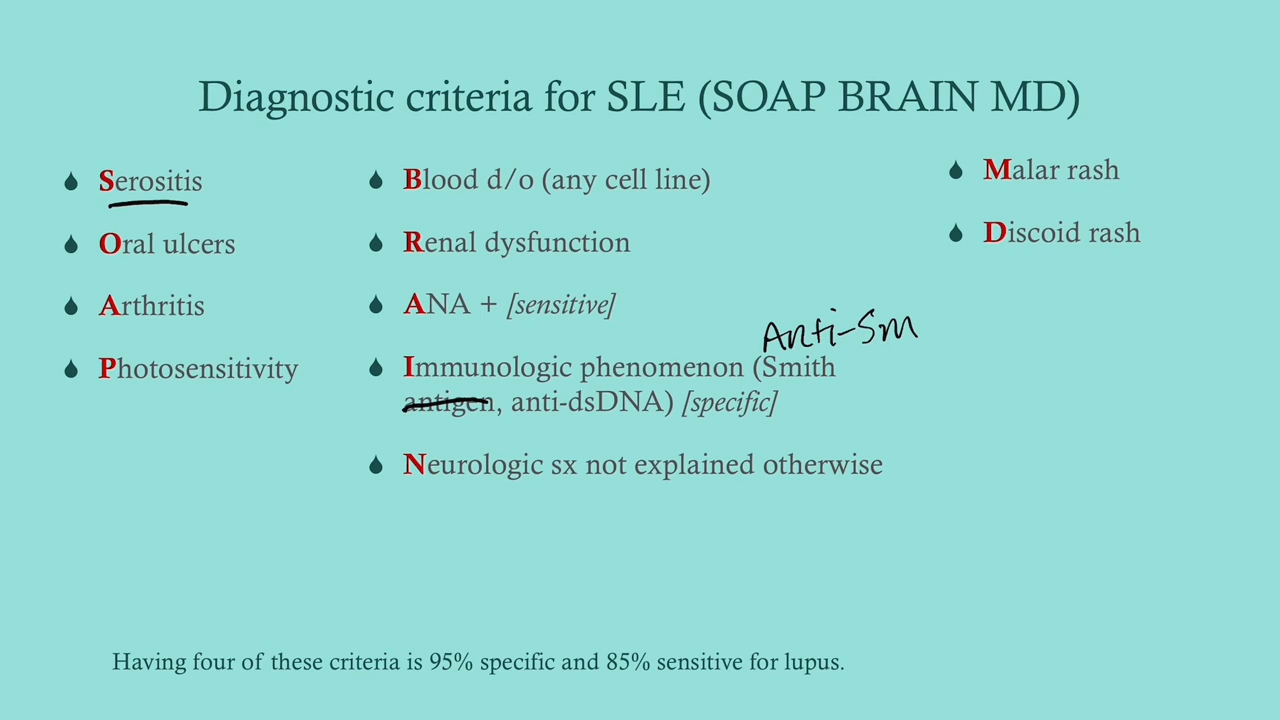 Diagnostic criteria for SLE (SOAP BRAIN MD)
Serositis
Oral ulcers
Arthritis
Photosensitivity
Blood d/o (any cell line)
Renal dysfunction
ANA + [sensitive]
Anti-Sm
Immunologic phenomenon (Smith
antigen, anti-dsDNA) [specific]
Neurologic sx not explained otherwise
Malar rash
Discoid rash
Having four of these criteria is 95% specific and 85% sensitive for lupus.